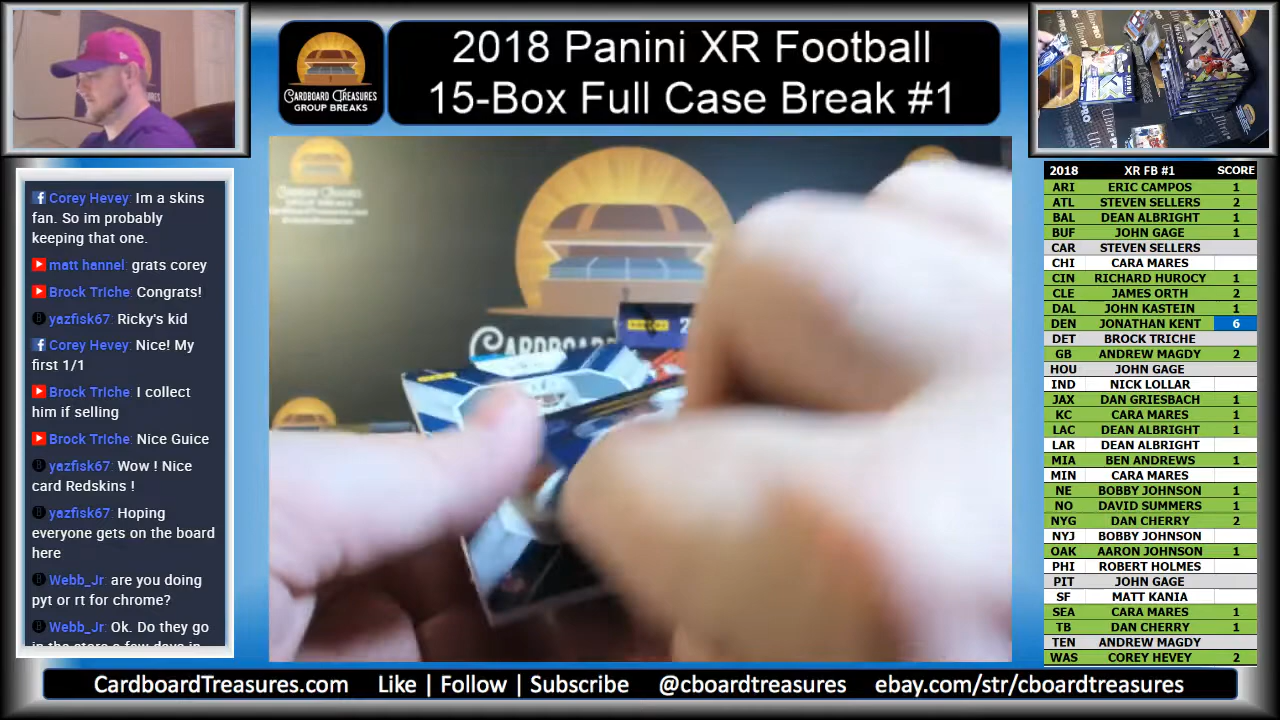 2018 Panini XR Football
15-Box Full Case Break #1
CARDBOARD TREASURES
GROUP BREAKS
Corey Hevey: Im a skins
fan. So im probably
keeping that one.
matt hannel: grats corey
Brock Triche: Congrats!
yazfisk67: Ricky's kid
Corey Hevey: Nice! My
first 1/1
Brock Triche: I collect
him if selling
Brock Triche: Nice Guice
yazfisk67: Wow ! Nice
card Redskins !
yazfisk67: Hoping
everyone gets on the board
here
Webb_Jr: are you doing
pyt or rt for chrome?
Webb_Jr: Ok. Do they go
in the store a few days in
2018 XR FB #1 SCORE
ARI ERIC CAMPOS 1
ATL STEVEN SELLERS 2
BAL DEAN ALBRIGHT 1
BUF JOHN GAGE 1
CAR STEVEN SELLERS
CHI CARA MARES
CIN RICHARD HUROCY 1
CLE JAMES ORTH 2
DAL JOHN KASTEIN 1
DEN JONATHAN KENT 6
DET BROCK TRICHE
GB ANDREW MAGDY 2
HOU JOHN GAGE
IND NICK LOLLAR
JAX DAN GRIESBACH 1
KC CARA MARES 1
LAC DEAN ALBRIGHT 1
LAR DEAN ALBRIGHT
MIA BEN ANDREWS 1
MIN CARA MARES
NE BOBBY JOHNSON 1
NO DAVID SUMMERS 1
NYG DAN CHERRY 2
NYJ BOBBY JOHNSON
OAK AARON JOHNSON 1
PHI ROBERT HOLMES
PIT JOHN GAGE
SF MATT KANIA
SEA CARA MARES 1
TB DAN CHERRY 1
TEN ANDREW MAGDY
WAS COREY HEVEY 2
CardboardTreasures.com Like | Follow | Subscribe @cboardtreasures ebay.com/str/cboardtreasures